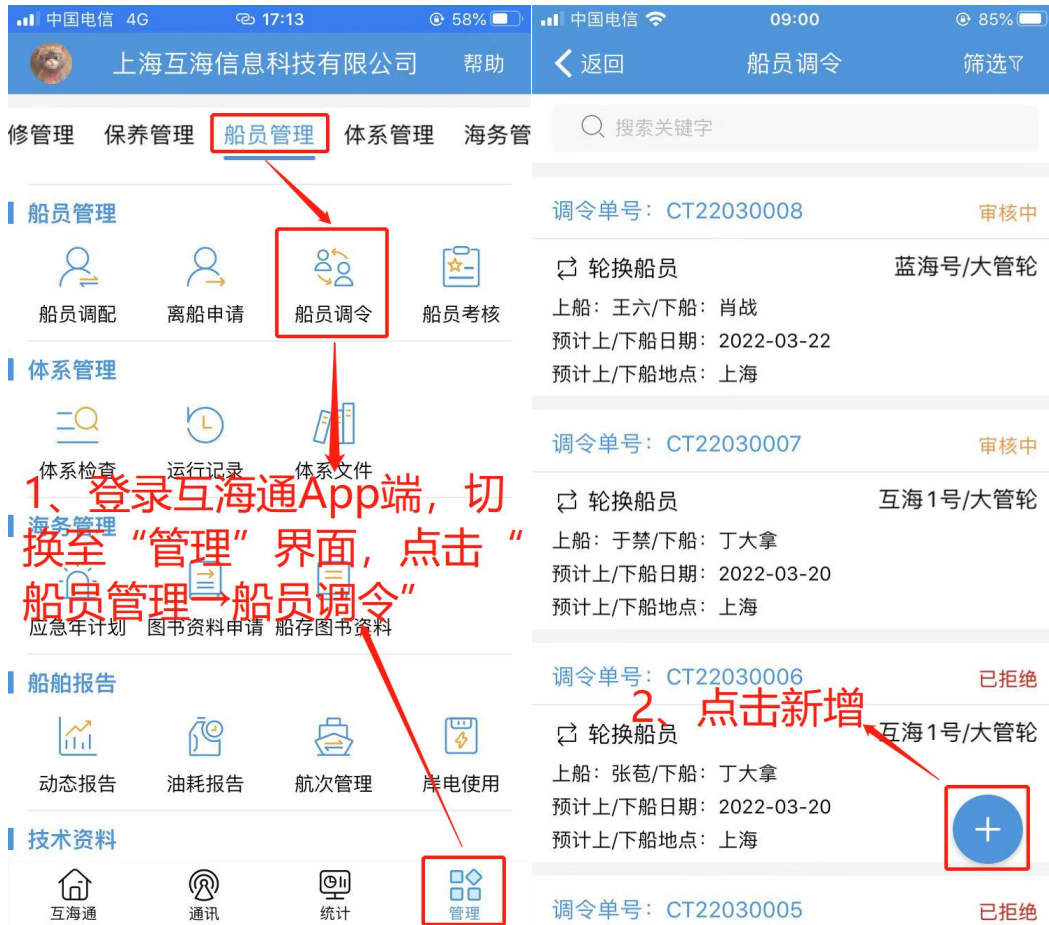 中国电信 4G 17:13 58%
上海互海信息科技有限公司 帮助
修管理 保养管理 船员管理 体系管理 海务管
船员管理
船员调配 离船申请 船员调令 船员考核
体系管理
体系检查 运行记录 体系文件
1、登录互海通App端，切
换至“管理”界面，点击“
船员管理→船员调令”
海务管理
应急年计划 图书资料申请 船存图书资料
船舶报告
动态报告 油耗报告 航次管理 岸电使用
技术资料
互海通 通讯 统计 管理
中国电信 09:00 85%
返回 船员调令 筛选
搜索关键字
调令单号：CT22030008 审核中
轮换船员 蓝海号/大管轮
上船：王六/下船：肖战
预计上/下船日期：2022-03-22
预计上/下船地点：上海
调令单号：CT22030007 审核中
轮换船员 互海1号/大管轮
上船：于禁/下船：丁大拿
预计上/下船日期：2022-03-20
预计上/下船地点：上海
调令单号：CT22030006 已拒绝
2、点击新增
轮换船员 互海1号/大管轮
上船：张苞/下船：丁大拿
预计上/下船日期：2022-03-20
预计上/下船地点：上海
调令单号：CT22030005 已拒绝